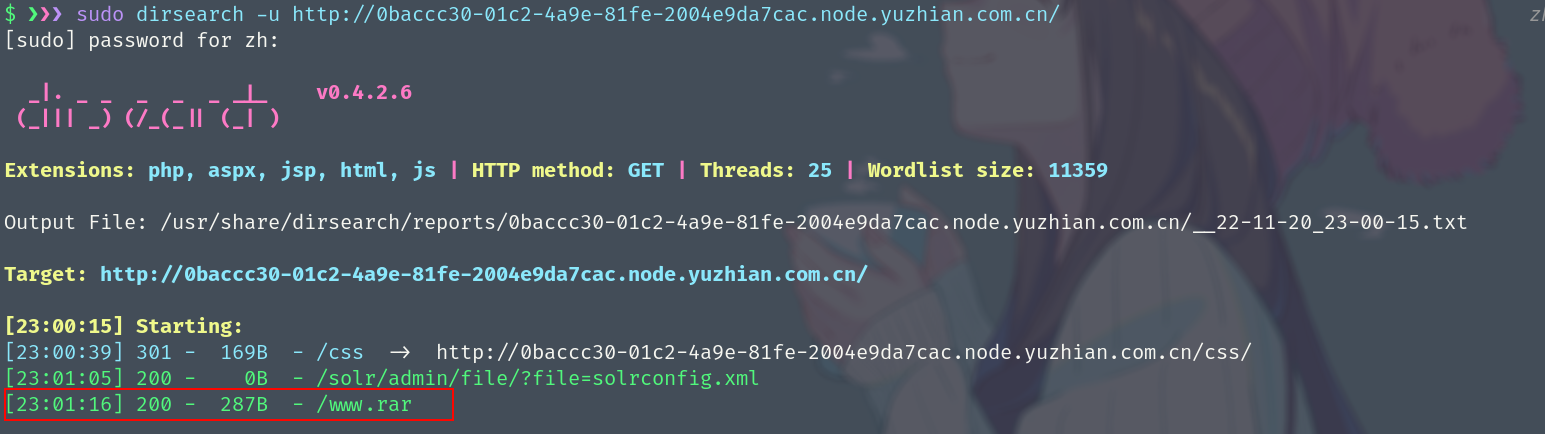 $ ❯❯❯ sudo dirsearch -u http://0baccc30-01c2-4a9e-81fe-2004e9da7cac.node.yuzhian.com.cn/
[sudo] password for zh:
  _|. _ _  _  _  _ _|_    v0.4.2.6
 (_||| _) (/_(_|| (_| )
Extensions: php, aspx, jsp, html, js | HTTP method: GET | Threads: 25 | Wordlist size: 11359
Output File: /usr/share/dirsearch/reports/0baccc30-01c2-4a9e-81fe-2004e9da7cac.node.yuzhian.com.cn/__22-11-20_23-00-15.txt
Target: http://0baccc30-01c2-4a9e-81fe-2004e9da7cac.node.yuzhian.com.cn/
[23:00:15] Starting:
[23:00:39] 301 -  169B  - /css  ->  http://0baccc30-01c2-4a9e-81fe-2004e9da7cac.node.yuzhian.com.cn/css/
[23:01:05] 200 -    0B  - /solr/admin/file/?file=solrconfig.xml
[23:01:16] 200 -  287B  - /www.rar